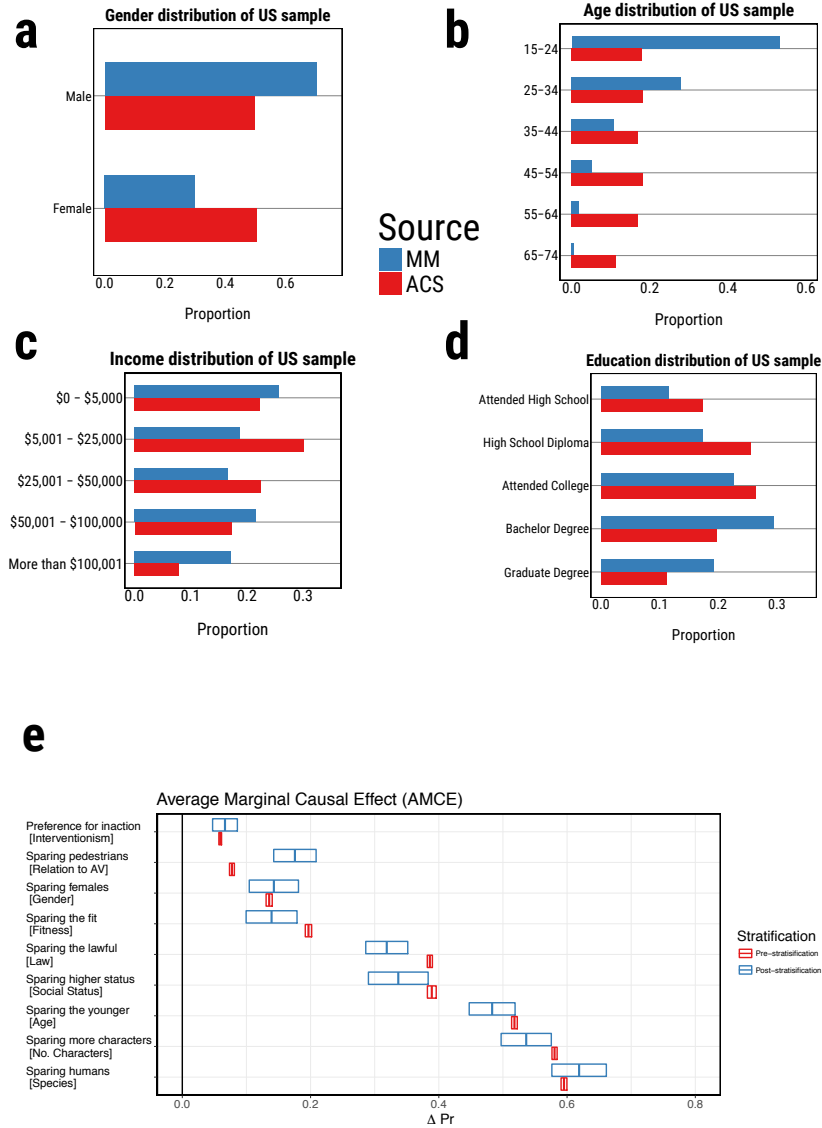 a
Gender distribution of US sample
Male
Female
0.0 0.2 0.4 0.6
Proportion
Source
MM
ACS
b
Age distribution of US sample
15–24
25–34
35–44
45–54
55–64
65–74
0.0 0.2 0.4 0.6
Proportion
c
Income distribution of US sample
$0 – $5,000
$5,001 – $25,000
$25,001 – $50,000
$50,001 – $100,000
More than $100,001
0.0 0.1 0.2 0.3
Proportion
d
Education distribution of US sample
Attended High School
High School Diploma
Attended College
Bachelor Degree
Graduate Degree
0.0 0.1 0.2 0.3
Proportion
e
Average Marginal Causal Effect (AMCE)
Preference for inaction
[Interventionism]
Sparing pedestrians
[Relation to AV]
Sparing females
[Gender]
Sparing the fit
[Fitness]
Sparing the lawful
[Law]
Sparing higher status
[Social Status]
Sparing the younger
[Age]
Sparing more characters
[No. Characters]
Sparing humans
[Species]
0.0 0.2 0.4 0.6 0.8
Δ Pr
Stratification
Pre−stratisification
Post−stratisification